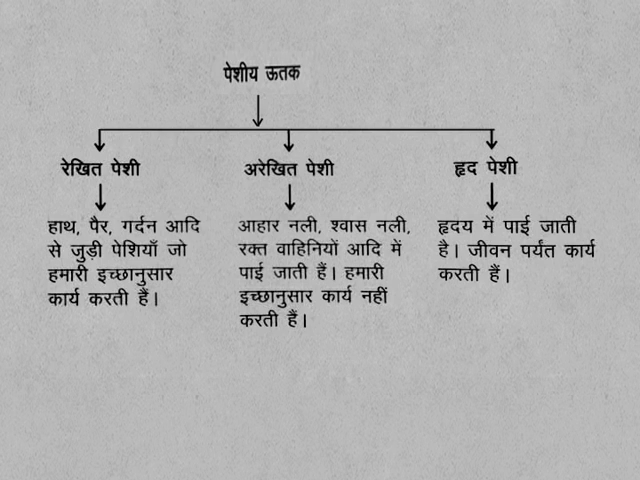 पेशीय ऊतक
रेखित पेशी
अरेखित पेशी
हृद पेशी
हाथ, पैर, गर्दन आदि
से जुड़ी पेशियाँ जो
हमारी इच्छानुसार
कार्य करती हैं।
आहार नली, श्वास नली,
रक्त वाहिनियों आदि में
पाई जाती हैं। हमारी
इच्छानुसार कार्य नहीं
करती हैं।
हृदय में पाई जाती
है। जीवन पर्यंत कार्य
करती हैं।